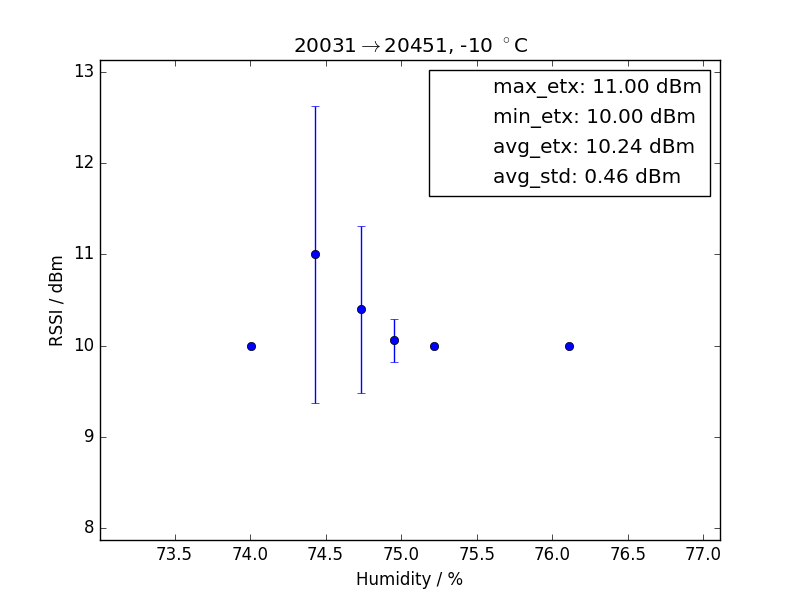 20031→20451, -10 °C
max_etx: 11.00 dBm
min_etx: 10.00 dBm
avg_etx: 10.24 dBm
avg_std: 0.46 dBm
RSSI / dBm
13
12
11
10
9
8
73.5 74.0 74.5 75.0 75.5 76.0 76.5 77.0
Humidity / %